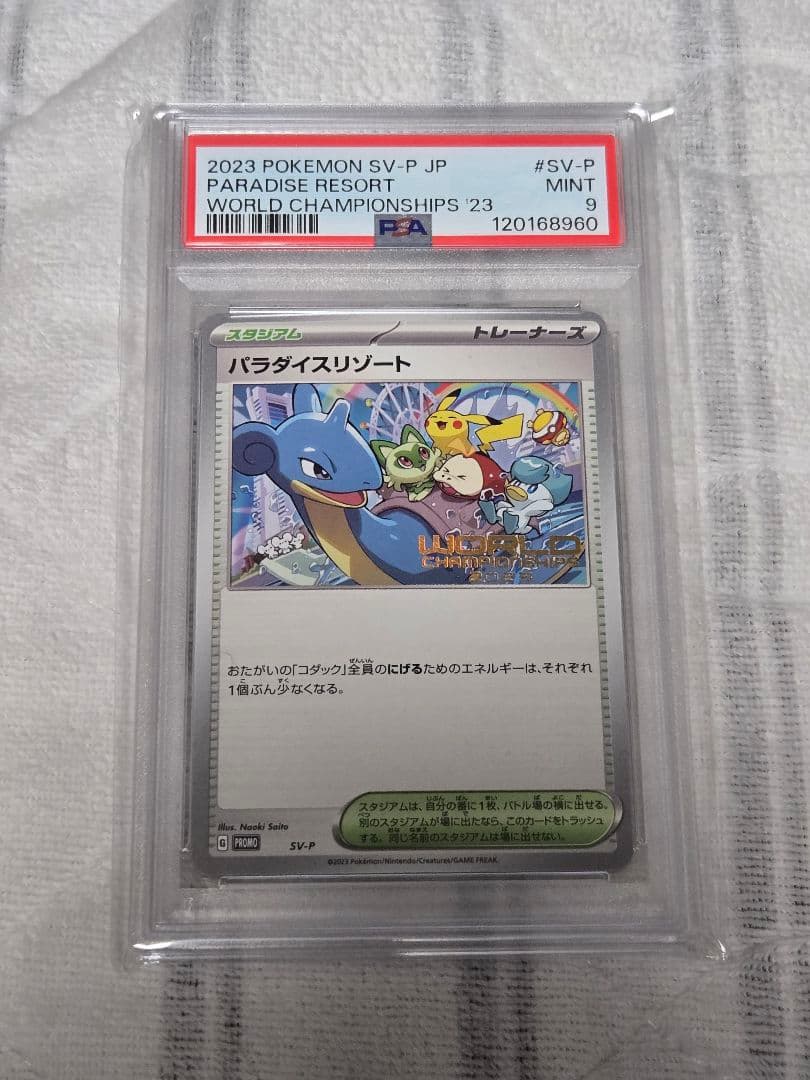 2023 POKEMON SV-P JP #SV-P
PARADISE RESORT MINT
WORLD CHAMPIONSHIPS '23 9
PSA 120168960
スタジアム トレーナーズ
パラダイスリゾート
WORLD
CHAMPIONSHIPS
2023
おたがいの「コダック」全員のにげるためのエネルギーは、それぞれ
1個ぶん少なくなる。
スタジアムは、自分の番に1枚、バトル場の横に出せる。
別のスタジアムが場に出たなら、このカードをトラッシュ
する。同じ名前のスタジアムは場に出せない。
Illus. Naoki Saito
G PROMO SV-P
©2023 Pokémon/Nintendo/Creatures/GAME FREAK.